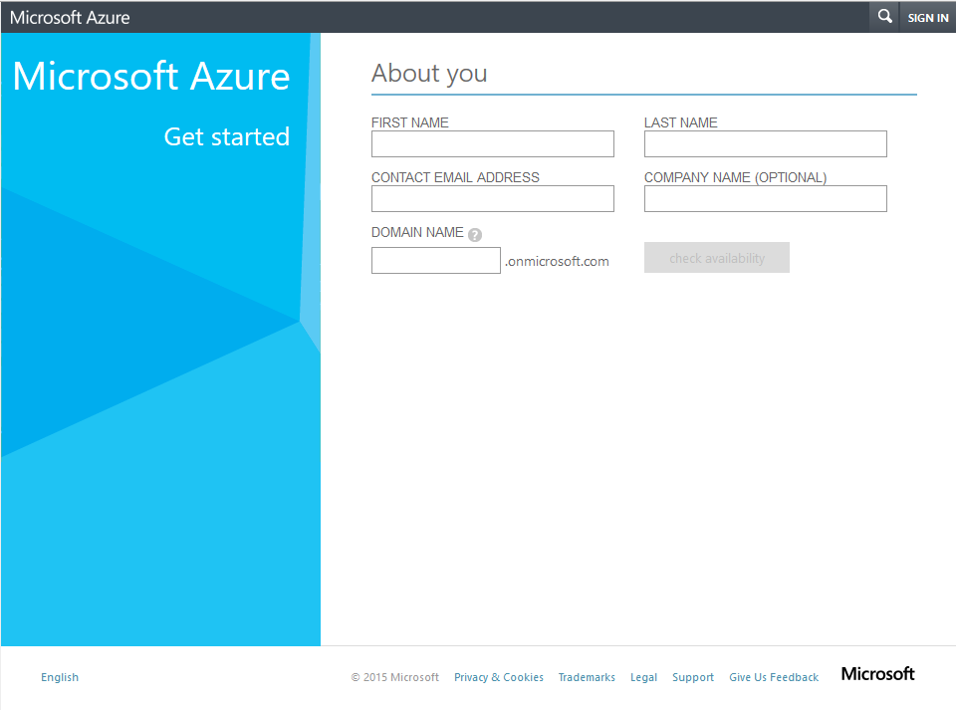 Microsoft Azure
SIGN IN
Microsoft Azure
Get started
About you
FIRST NAME
LAST NAME
CONTACT EMAIL ADDRESS
COMPANY NAME (OPTIONAL)
DOMAIN NAME ?
.onmicrosoft.com
check availability
English
© 2015 Microsoft Privacy & Cookies Trademarks Legal Support Give Us Feedback
Microsoft